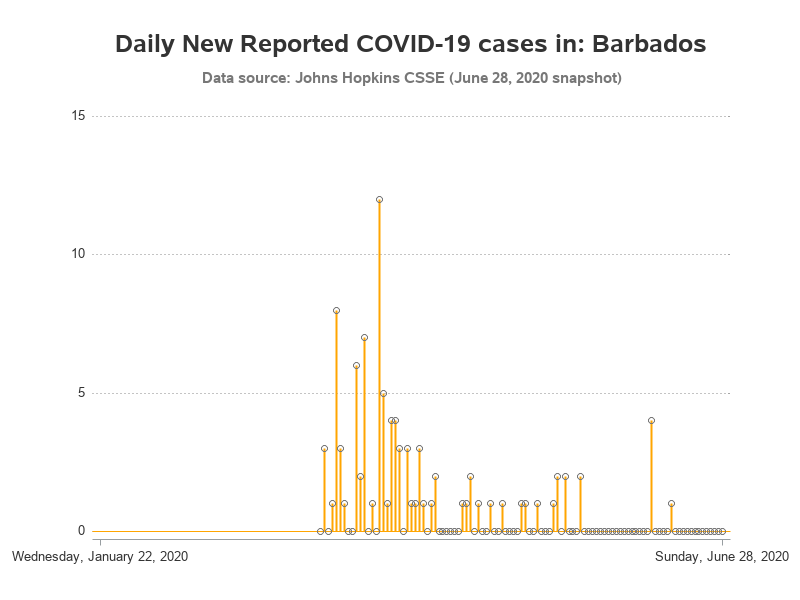 Daily New Reported COVID-19 cases in: Barbados
Data source: Johns Hopkins CSSE (June 28, 2020 snapshot)
15
10
5
0
Wednesday, January 22, 2020
Sunday, June 28, 2020